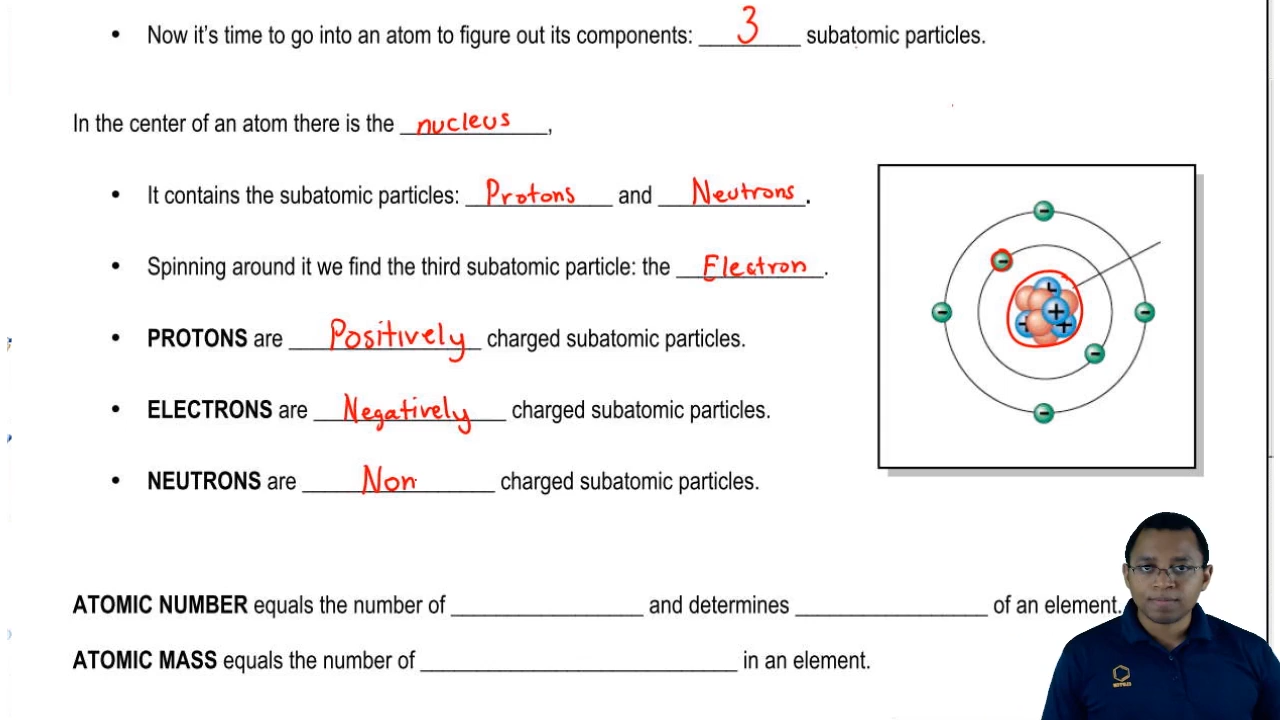 • Now it's time to go into an atom to figure out its components: 3 subatomic particles.
In the center of an atom there is the nucleus,
• It contains the subatomic particles: Protons and Neutrons.
• Spinning around it we find the third subatomic particle: the Electron.
• PROTONS are Positively charged subatomic particles.
• ELECTRONS are Negatively charged subatomic particles.
• NEUTRONS are Non charged subatomic particles.
ATOMIC NUMBER equals the number of ________ and determines ________ of an element.
ATOMIC MASS equals the number of ________ in an element.